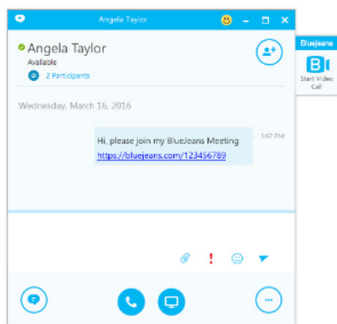 Angela Taylor
Angela Taylor
Available
2 Participants
Wednesday, March 16, 2016
Hi, please join my BlueJeans Meeting
https://bluejeans.com/123456789
3:42 PM
BlueJeans
Start Video
Call